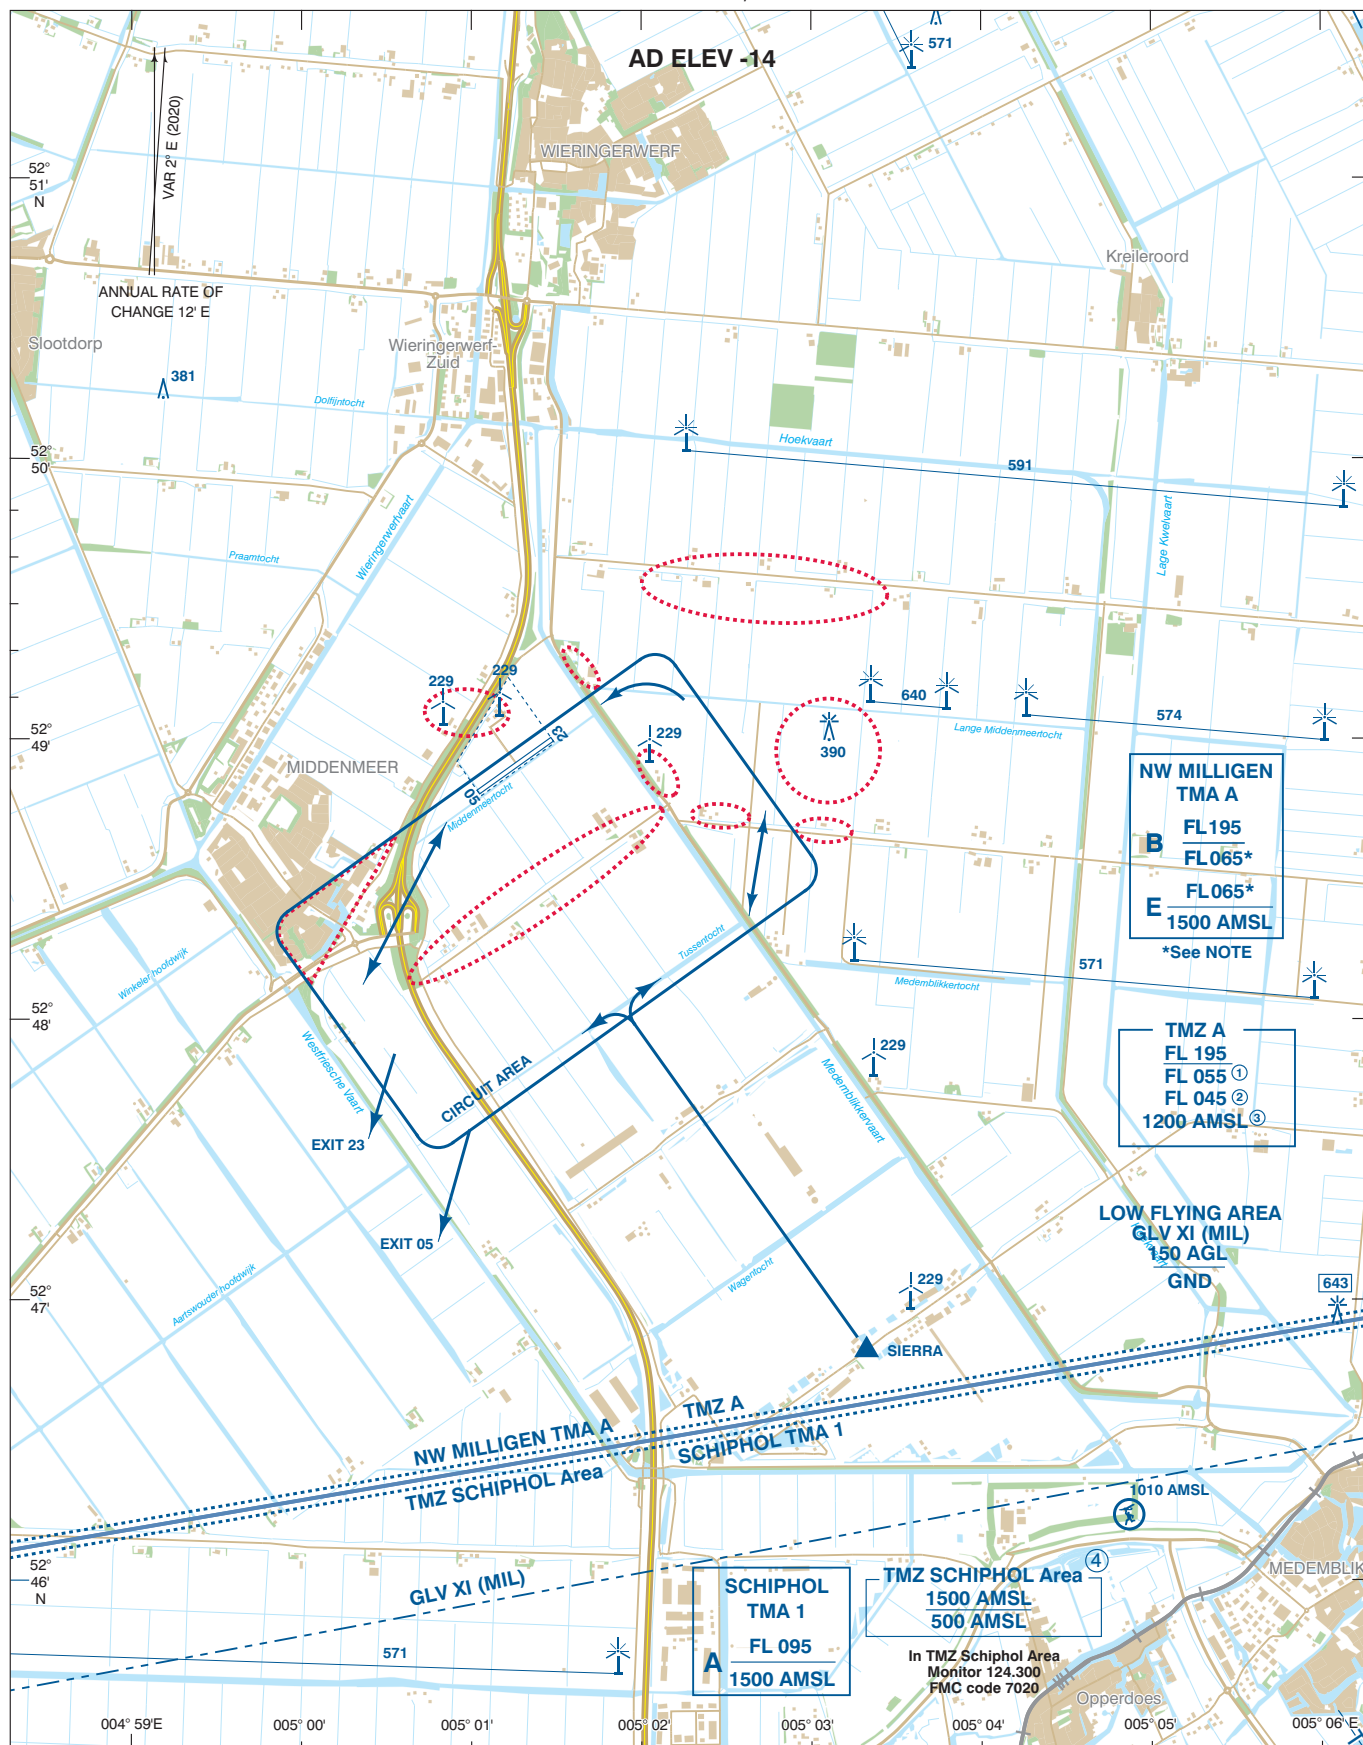 AD ELEV -14
571
VAR 2° E (2020)
WIERINGERWERF
52°
51'
N
Kreileroord
ANNUAL RATE OF
CHANGE 12' E
Slootdorp
Wieringerwerf-
Zuid
381
Dolfijntocht
Hoekvaart
52°
50'
591
Wieringerwerfvaart
Lage Kwelvaart
Praamtocht
229
229
640
574
52°
49'
229
390
Lange Middenmeertocht
23
MIDDENMEER
05
Middenmeertocht
NW MILLIGEN
TMA A
B
FL195
FL065*
E
FL065*
1500 AMSL
*See NOTE
Tussentocht
Winkeler hoofdwijk
571
Medemblikkertocht
52°
48'
Westfriesche Vaart
CIRCUIT AREA
229
Medemblikkervaart
TMZ A
FL 195
FL 055 ①
FL 045 ②
1200 AMSL ③
EXIT 23
EXIT 05
LOW FLYING AREA
GLV XI (MIL)
150 AGL
GND
Aartswouder hoofdwijk
Wagentocht
229
643
52°
47'
SIERRA
NW MILLIGEN TMA A
TMZ A
TMZ SCHIPHOL Area
SCHIPHOL TMA 1
1010 AMSL
52°
46'
N
GLV XI (MIL)
SCHIPHOL
TMA 1
A
FL 095
1500 AMSL
TMZ SCHIPHOL Area ④
1500 AMSL
500 AMSL
MEDEMBLIK
571
In TMZ Schiphol Area
Monitor 124.300
FMC code 7020
Opperdoes
004° 59'E
005° 00'
005° 01'
005° 02'
005° 03'
005° 04'
005° 05'
005° 06' E